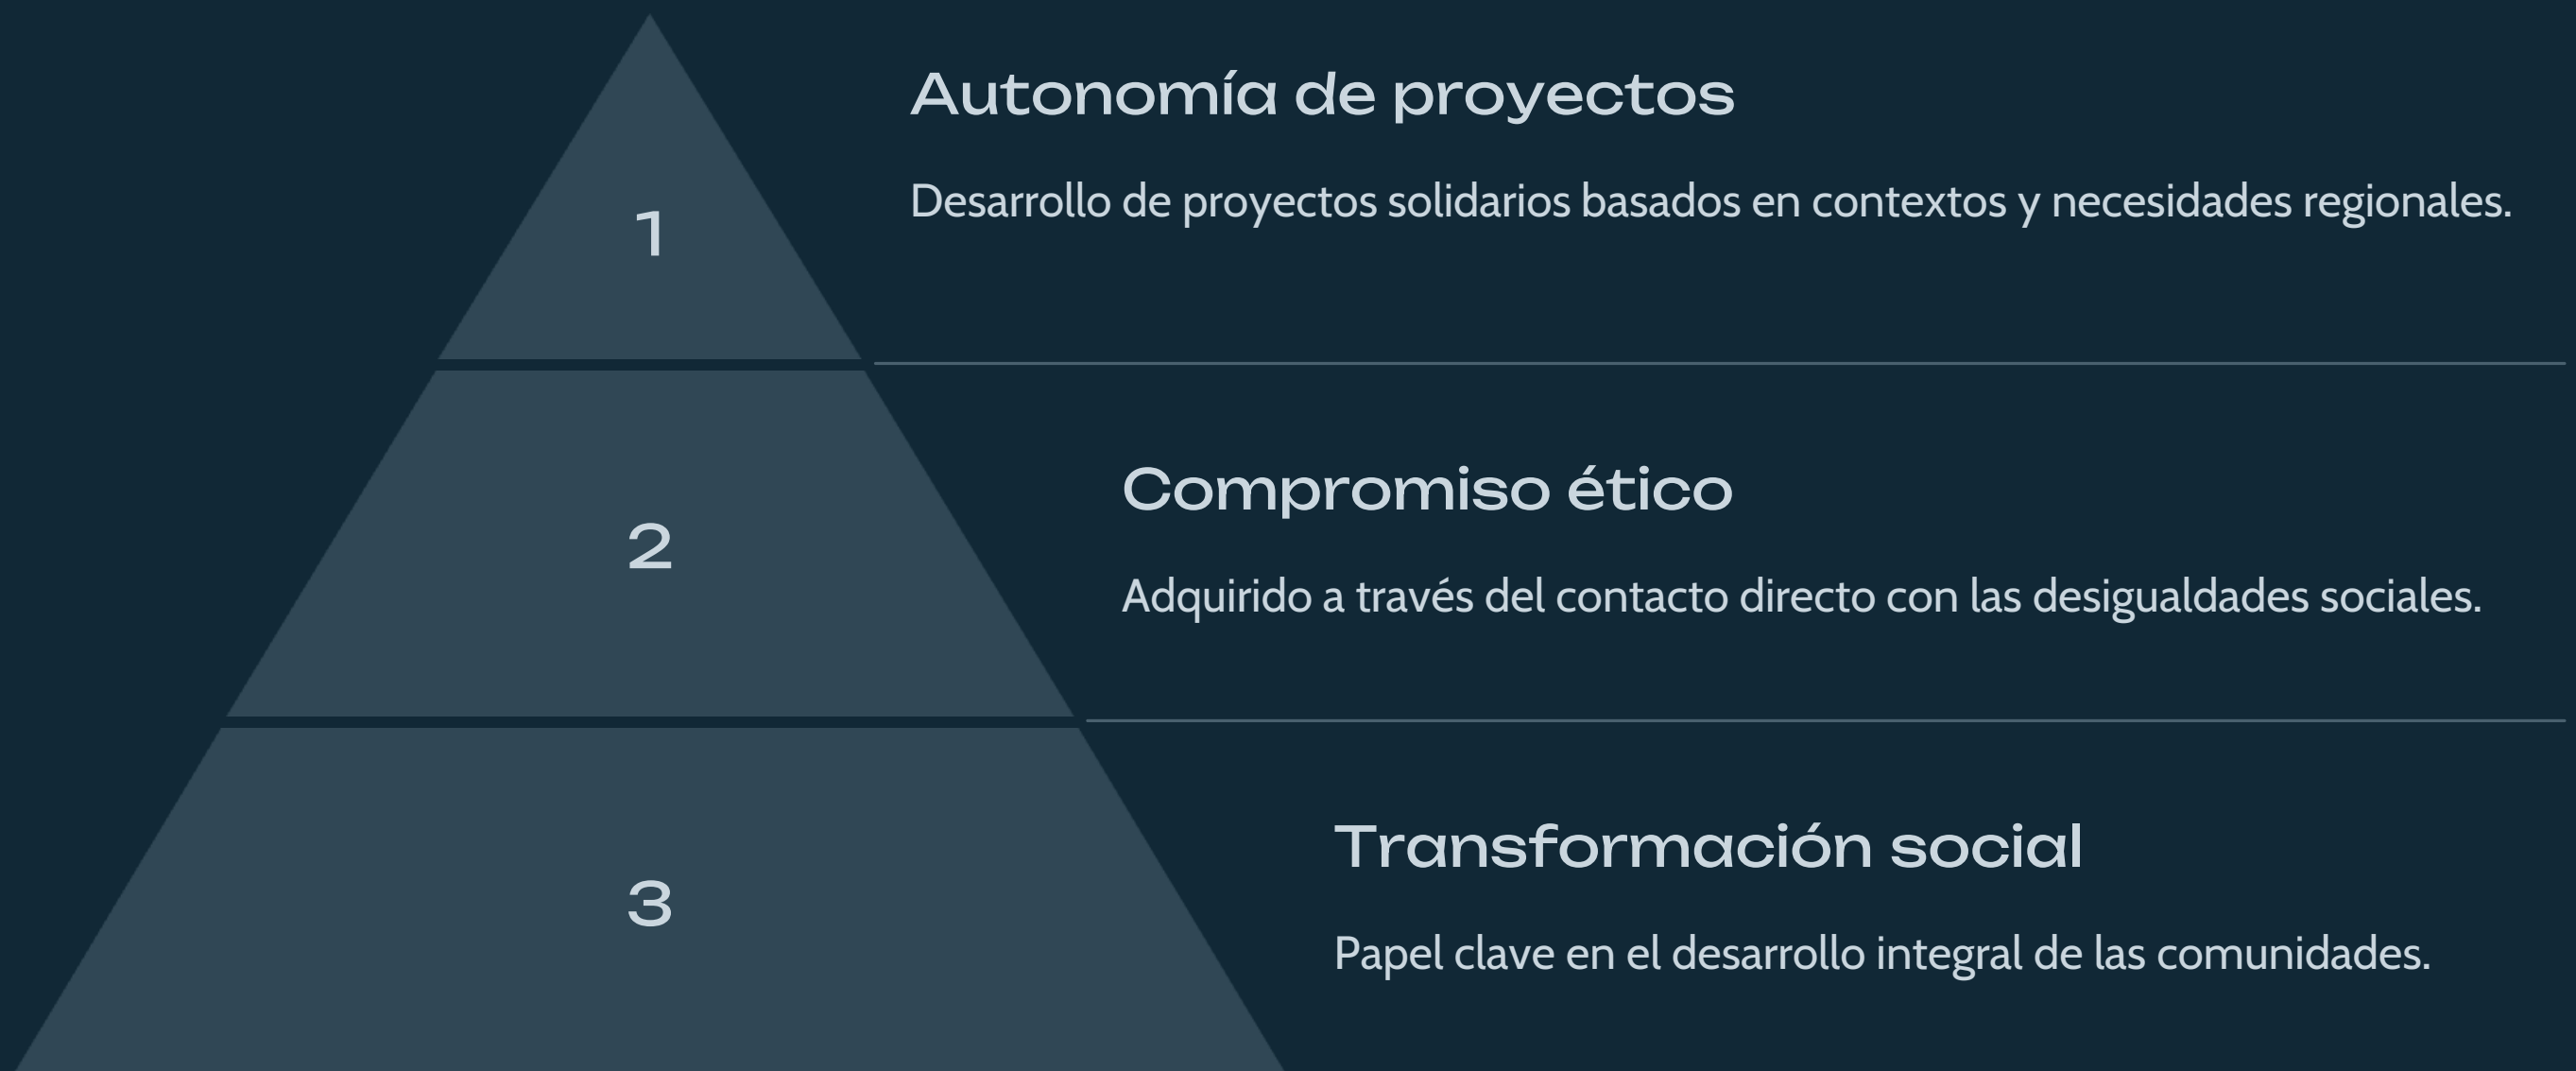 Autonomía de proyectos
Desarrollo de proyectos solidarios basados en contextos y necesidades regionales.
1
Compromiso ético
2
Adquirido a través del contacto directo con las desigualdades sociales.
Transformación social
3
Papel clave en el desarrollo integral de las comunidades.